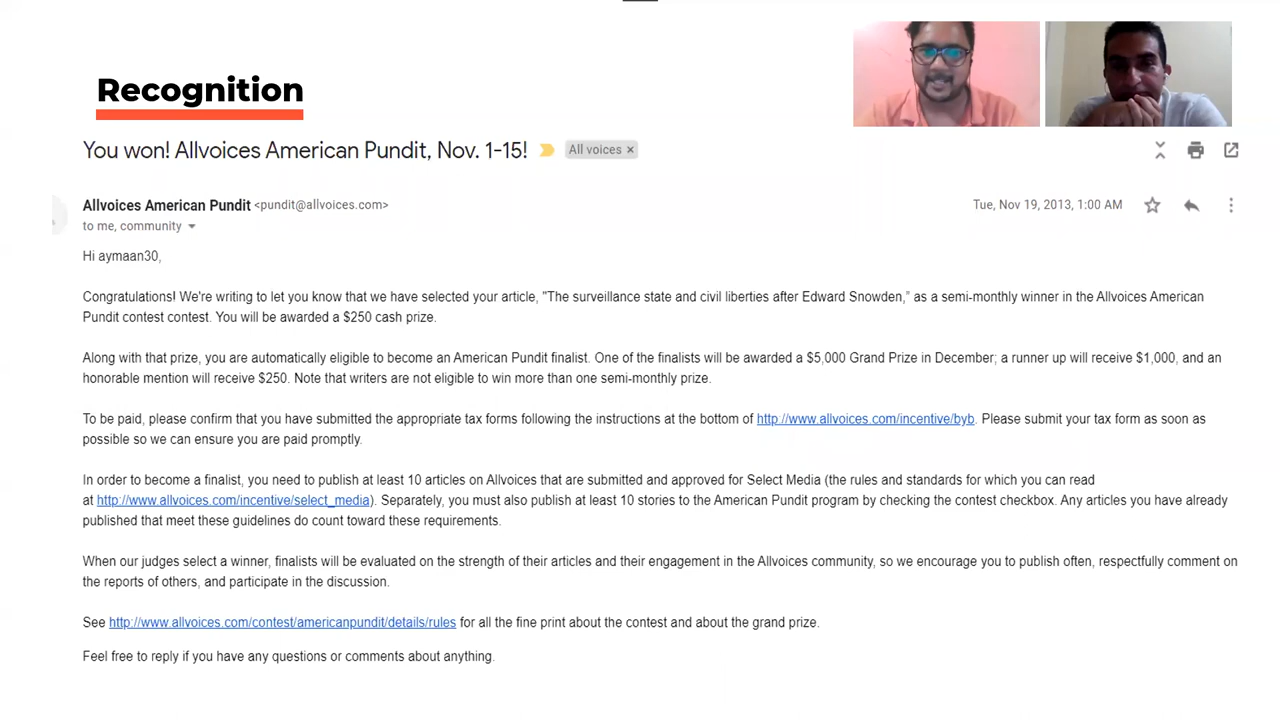 Recognition
You won! Allvoices American Pundit, Nov. 1-15!
All voices ×
Allvoices American Pundit <pundit@allvoices.com>
Tue, Nov 19, 2013, 1:00 AM
to me, community
Hi aymaan30,
Congratulations! We're writing to let you know that we have selected your article, "The surveillance state and civil liberties after Edward Snowden," as a semi-monthly winner in the Allvoices American
Pundit contest contest. You will be awarded a $250 cash prize.
Along with that prize, you are automatically eligible to become an American Pundit finalist. One of the finalists will be awarded a $5,000 Grand Prize in December; a runner up will receive $1,000, and an
honorable mention will receive $250. Note that writers are not eligible to win more than one semi-monthly prize.
To be paid, please confirm that you have submitted the appropriate tax forms following the instructions at the bottom of http://www.allvoices.com/incentive/byb. Please submit your tax form as soon as
possible so we can ensure you are paid promptly.
In order to become a finalist, you need to publish at least 10 articles on Allvoices that are submitted and approved for Select Media (the rules and standards for which you can read
at http://www.allvoices.com/incentive/select_media). Separately, you must also publish at least 10 stories to the American Pundit program by checking the contest checkbox. Any articles you have already
published that meet these guidelines do count toward these requirements.
When our judges select a winner, finalists will be evaluated on the strength of their articles and their engagement in the Allvoices community, so we encourage you to publish often, respectfully comment on
the reports of others, and participate in the discussion.
See http://www.allvoices.com/contest/americanpundit/details/rules for all the fine print about the contest and about the grand prize.
Feel free to reply if you have any questions or comments about anything.